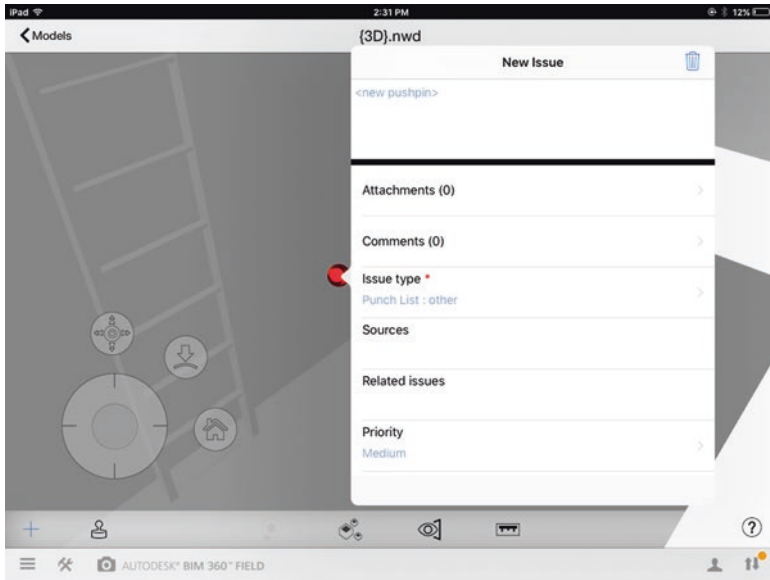 iPad 2:31 PM 12%
Models {3D}.nwd
New Issue
<new pushpin>
Attachments (0)
Comments (0)
Issue type *
Punch List : other
Sources
Related issues
Priority
Medium
?
AUTODESK® BIM 360™ FIELD